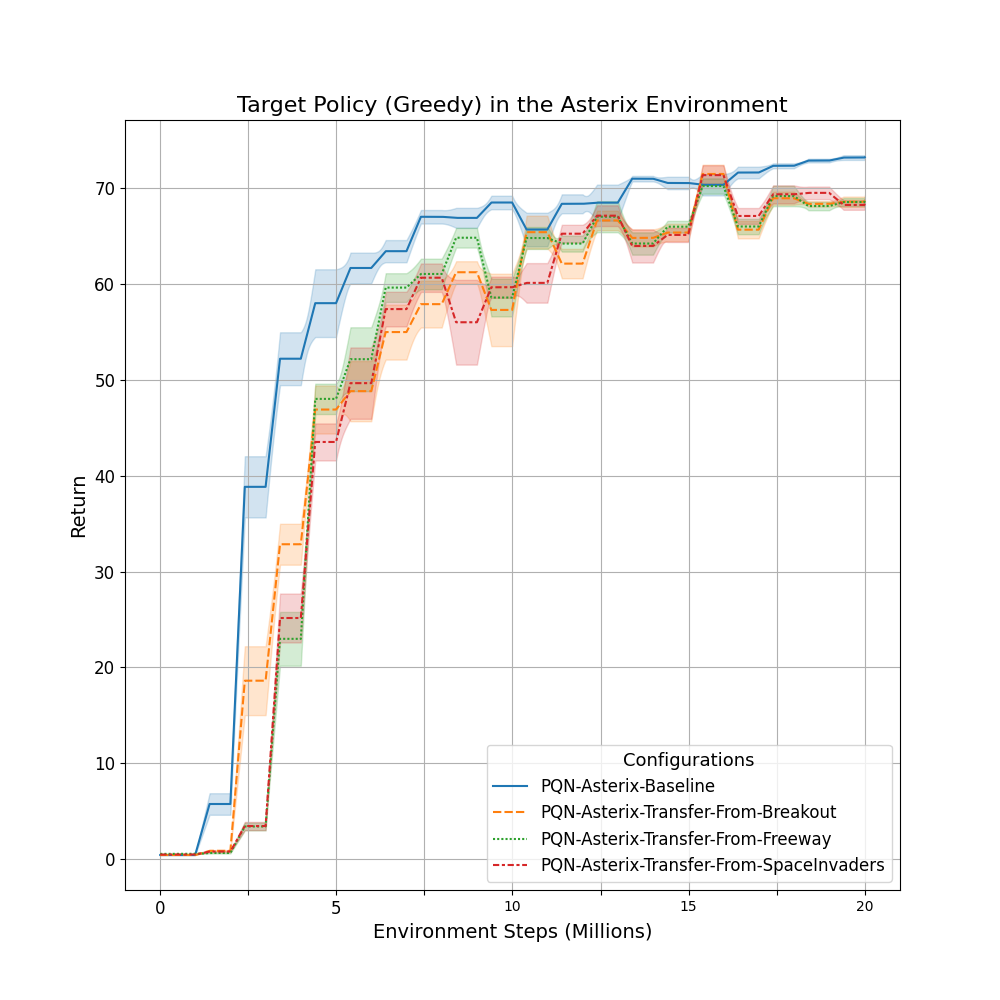 Target Policy (Greedy) in the Asterix Environment
Return
70
60
50
40
30
20
10
0
Configurations
PQN-Asterix-Baseline
PQN-Asterix-Transfer-From-Breakout
PQN-Asterix-Transfer-From-Freeway
PQN-Asterix-Transfer-From-SpaceInvaders
0 5 10 15 20
Environment Steps (Millions)